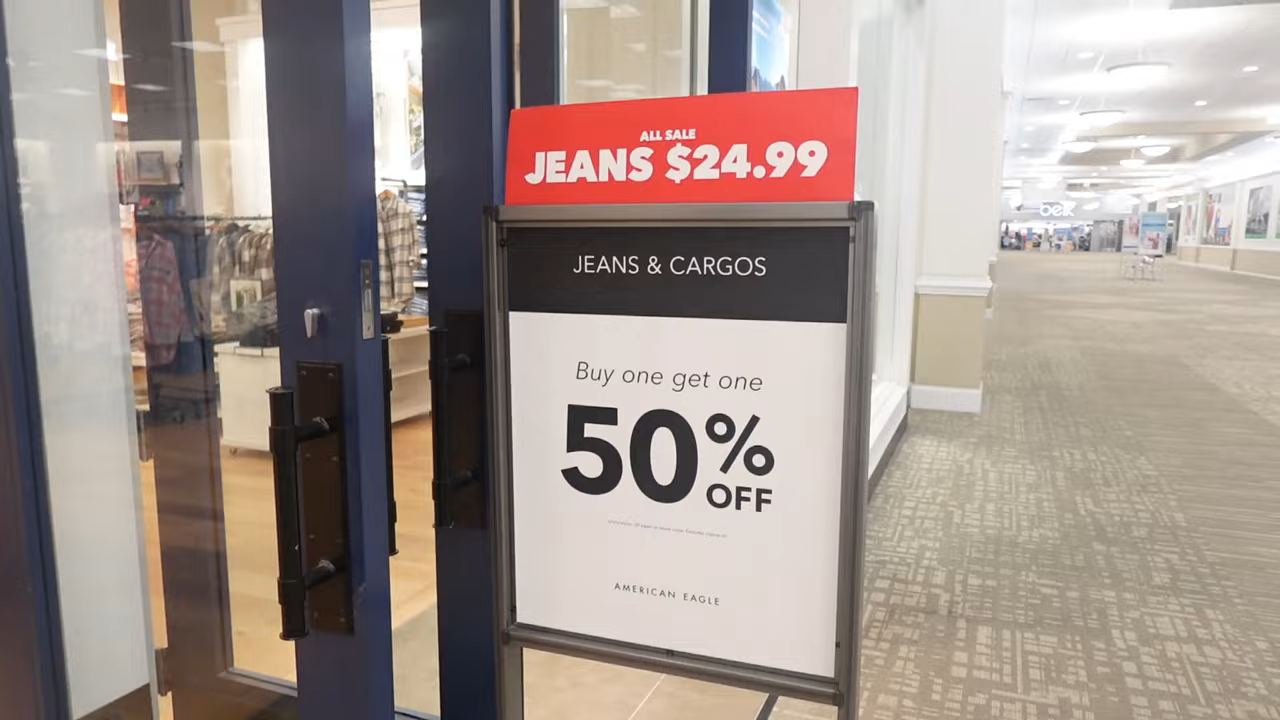 ALL SALE
JEANS $24.99
JEANS & CARGOS
Buy one get one
50%
OFF
AMERICAN EAGLE
belk